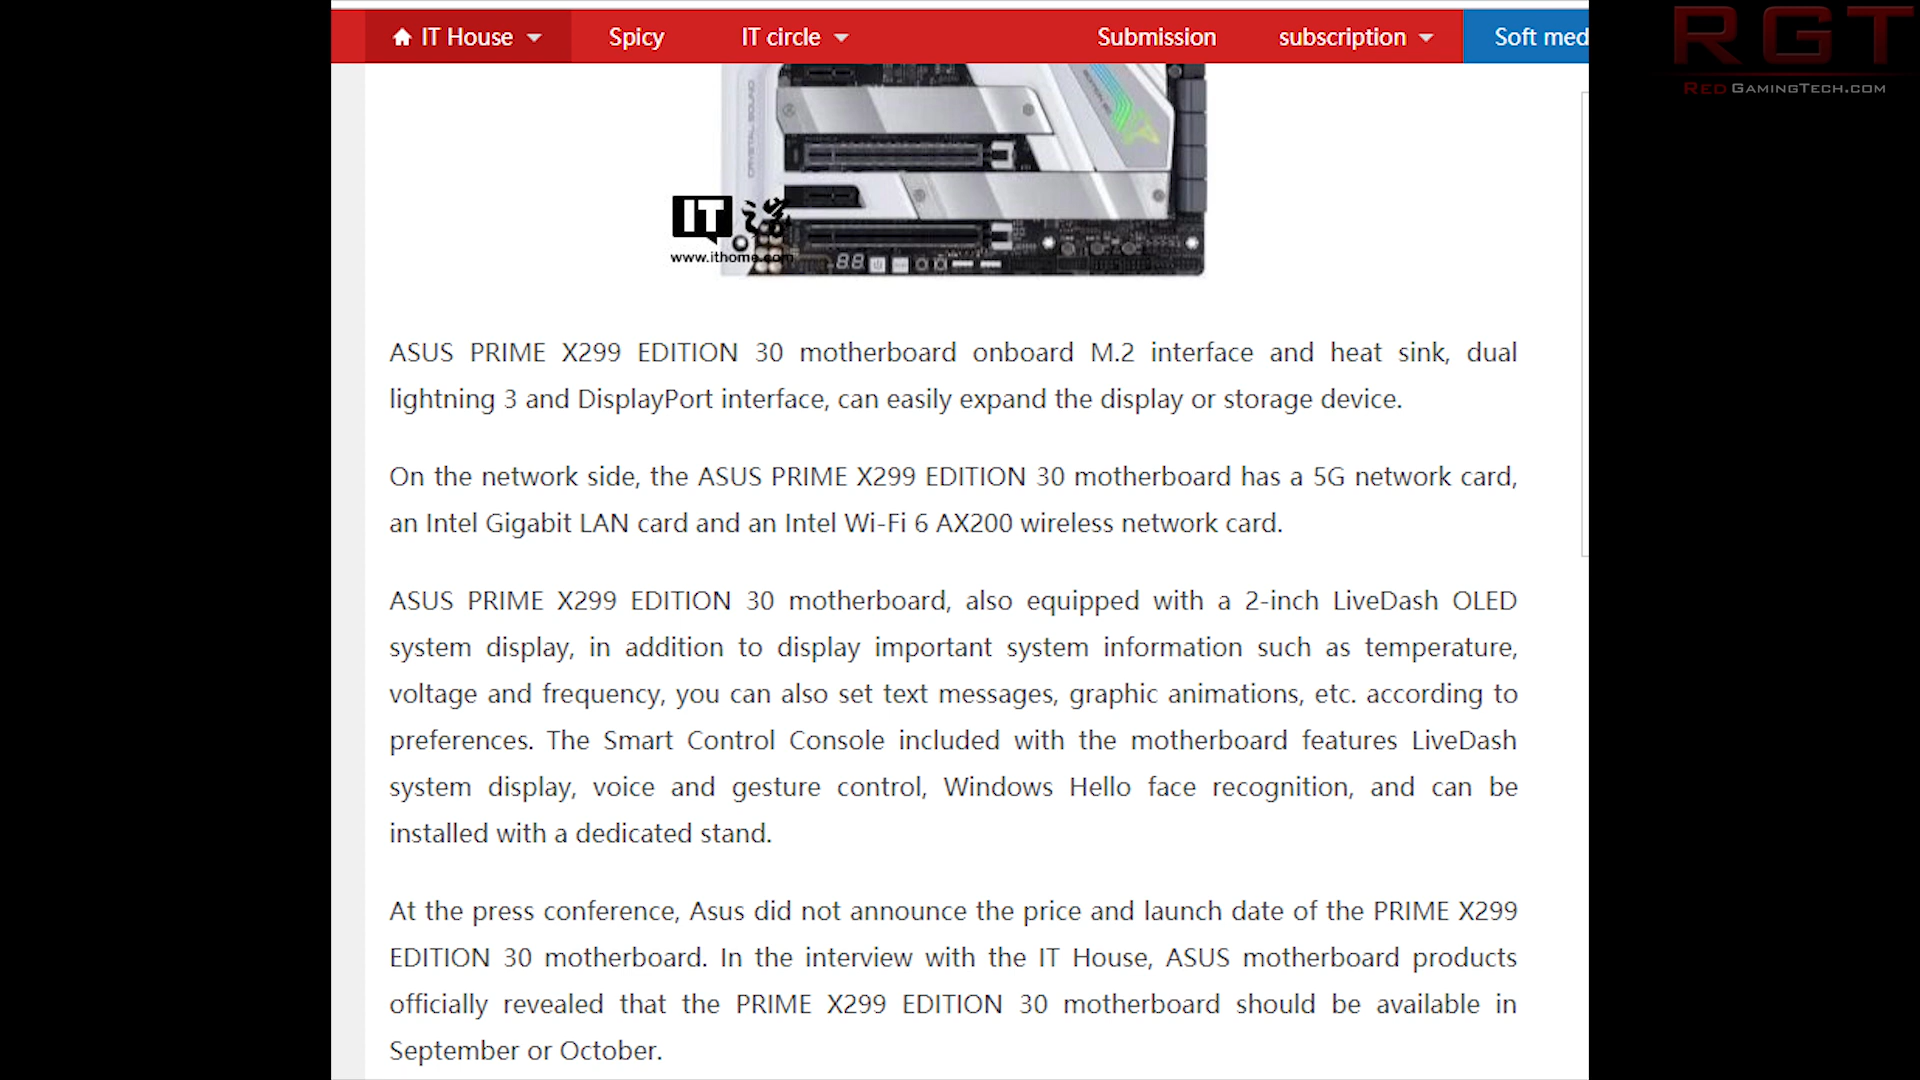 IT House
Spicy
IT circle
Submission
subscription
Soft med
RGT
RED GAMINGTECH.COM
CRYSTAL SOUND
IT
www.ithome.com
88
ASUS PRIME X299 EDITION 30 motherboard onboard M.2 interface and heat sink, dual
lightning 3 and DisplayPort interface, can easily expand the display or storage device.
On the network side, the ASUS PRIME X299 EDITION 30 motherboard has a 5G network card,
an Intel Gigabit LAN card and an Intel Wi-Fi 6 AX200 wireless network card.
ASUS PRIME X299 EDITION 30 motherboard, also equipped with a 2-inch LiveDash OLED
system display, in addition to display important system information such as temperature,
voltage and frequency, you can also set text messages, graphic animations, etc. according to
preferences. The Smart Control Console included with the motherboard features LiveDash
system display, voice and gesture control, Windows Hello face recognition, and can be
installed with a dedicated stand.
At the press conference, Asus did not announce the price and launch date of the PRIME X299
EDITION 30 motherboard. In the interview with the IT House, ASUS motherboard products
officially revealed that the PRIME X299 EDITION 30 motherboard should be available in
September or October.